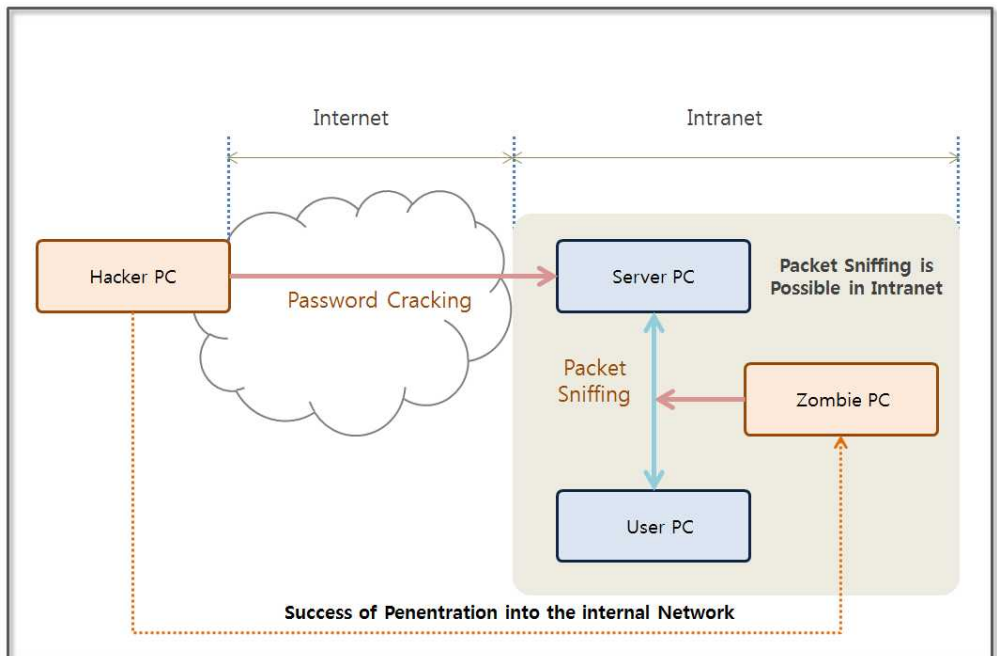 Internet
Intranet
Hacker PC
Password Cracking
Server PC
Packet Sniffing is
Possible in Intranet
Packet
Sniffing
Zombie PC
User PC
Success of Penentration into the internal Network